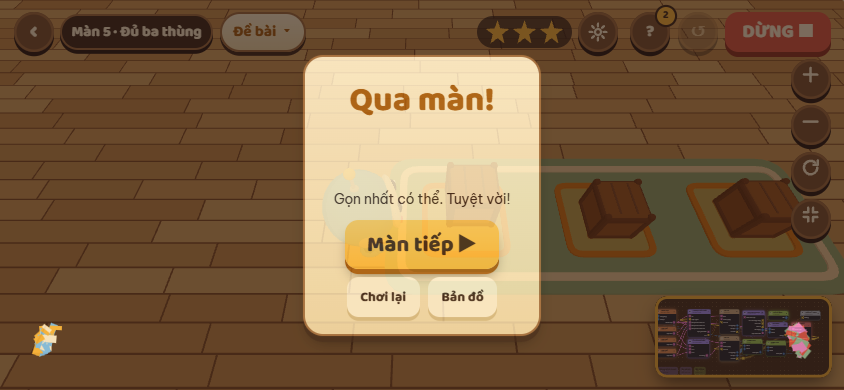 Màn 5 · Đủ ba thùng
Đề bài
2
?
DỪNG
Qua màn!
Gọn nhất có thể. Tuyệt vời!
Màn tiếp
Chơi lại
Bản đồ